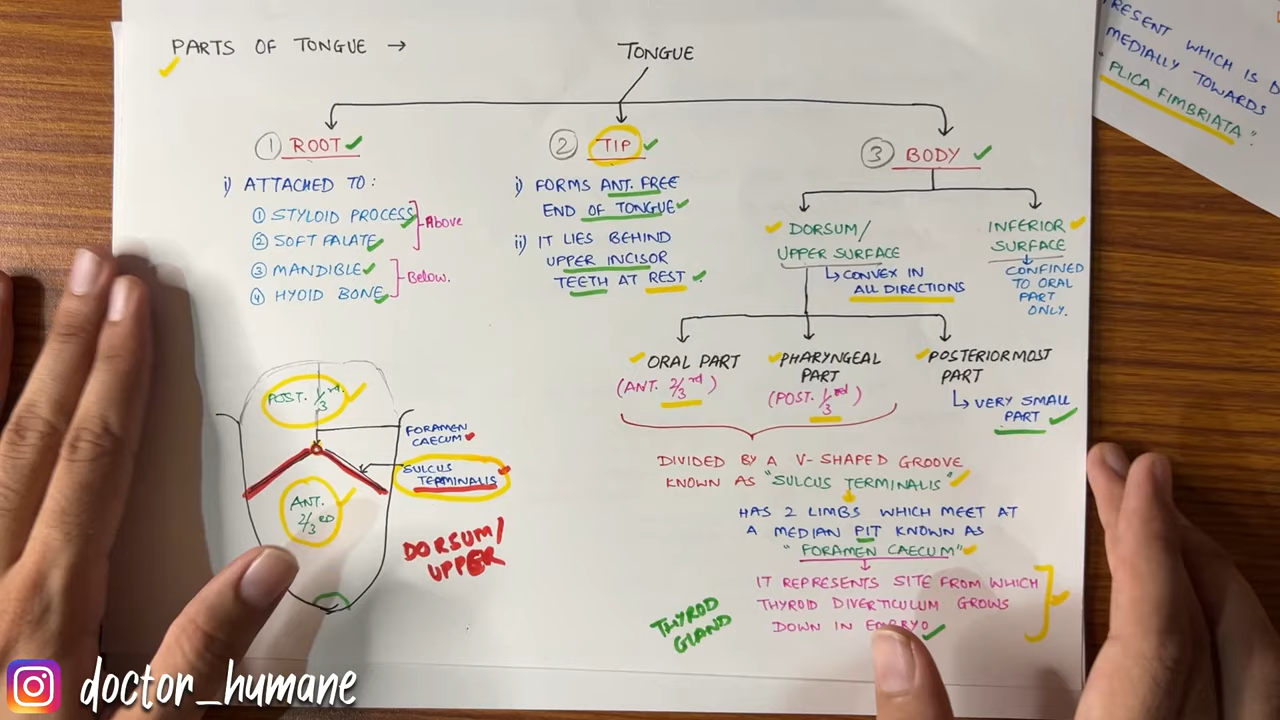 PARTS OF TONGUE →
TONGUE
① ROOT
i) ATTACHED TO:
① STYLOID PROCESS
② SOFT PALATE
Above
③ MANDIBLE
④ HYOID BONE
Below.
② TIP
i) FORMS ANT. FREE
END OF TONGUE
ii) IT LIES BEHIND
UPPER INCISOR
TEETH AT REST.
③ BODY
DORSUM/
UPPER SURFACE
↳ CONVEX IN
ALL DIRECTIONS
INFERIOR
SURFACE
CONFINED
TO ORAL
PART
ONLY.
ORAL PART
(ANT. 2/3rd)
PHARYNGEAL
PART
(POST. 1/3rd)
POSTERIORMOST
PART
↳ VERY SMALL
PART
DIVIDED BY A V-SHAPED GROOVE
KNOWN AS "SULCUS TERMINALIS"
HAS 2 LIMBS WHICH MEET AT
A MEDIAN PIT KNOWN AS
"FORAMEN CAECUM"
IT REPRESENTS SITE FROM WHICH
THYROID DIVERTICULUM GROWS
DOWN IN EMBRYO
THYROD
GLAND
POST. 1/3rd.
FORAMEN
CAECUM
SULCUS
TERMINALIS
ANT.
2/3 ED
DORSUM/
UPPER
RESENT WHICH IS
MEDIALLY TOWARDS
"PLICA FIMBRIATA".
doctor_humane